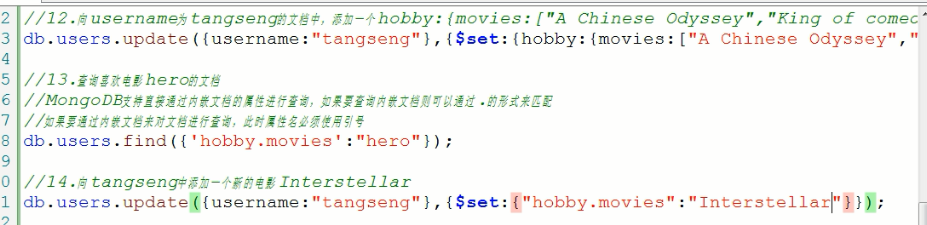 2 //12.向username为tangseng的文档中，添加一个hobby:{movies:["A Chinese Odyssey","King of comed
3 db.users.update({username:"tangseng"},{$set:{hobby:{movies:["A Chinese Odyssey","
4
5 //13.查询喜欢电影hero的文档
6 //MongoDB支持直接通过内嵌文档的属性进行查询，如果要查询内嵌文档则可以通过.的形式来匹配
7 //如果要通过内嵌文档来对文档进行查询，此时属性名必须使用引号
8 db.users.find({'hobby.movies':"hero"});
9
0 //14.向tangseng中添加一个新的电影Interstellar
1 db.users.update({username:"tangseng"},{$set:{"hobby.movies":"Interstellar"}});
2